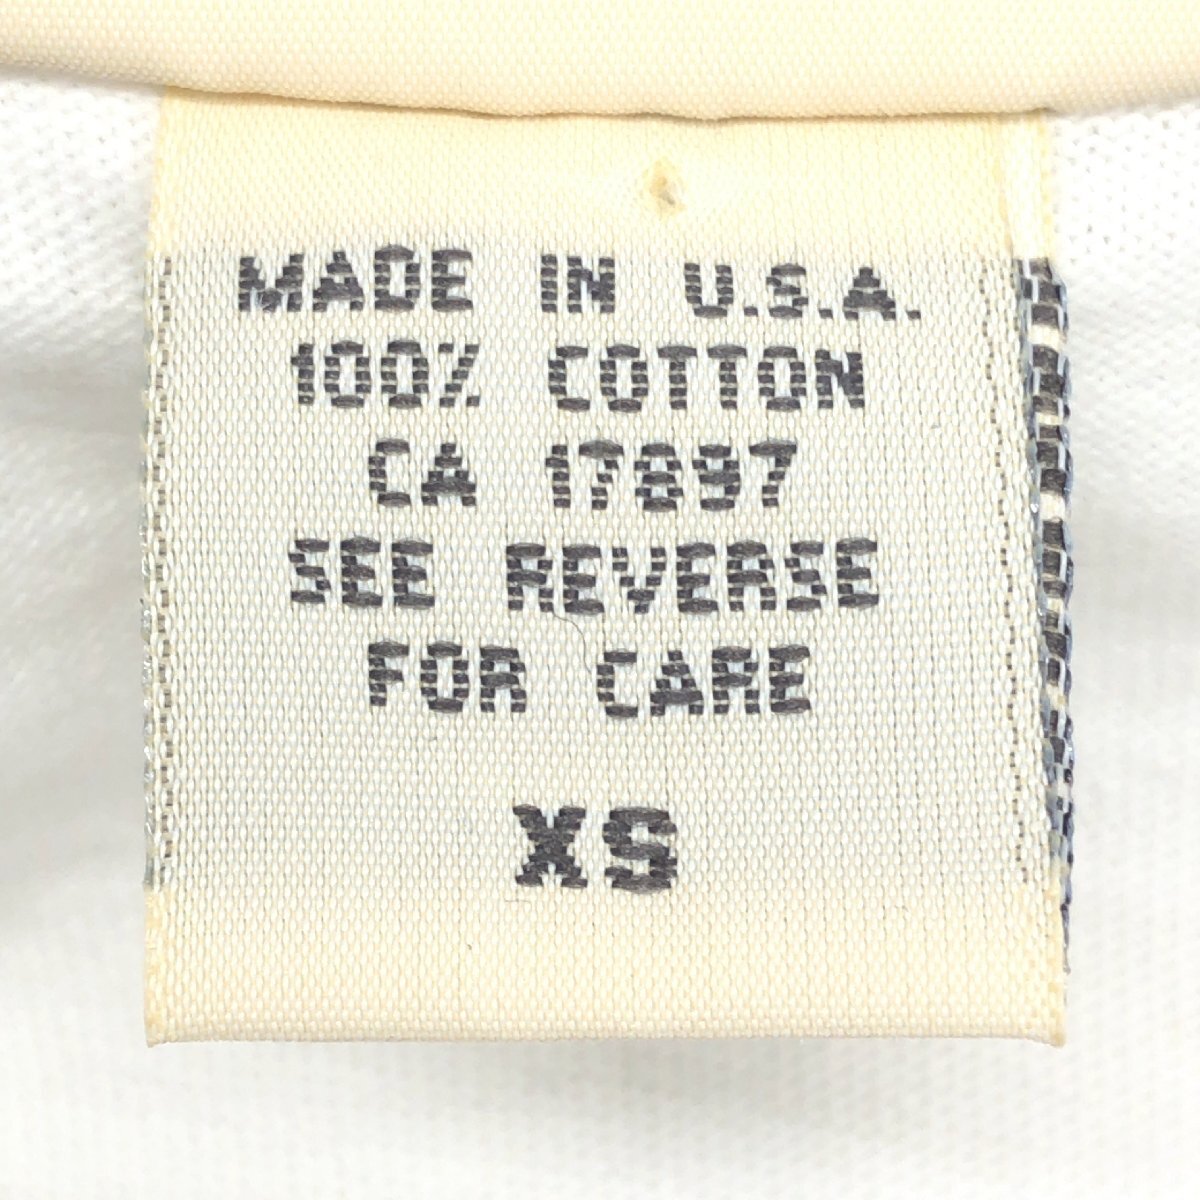 MADE IN U.S.A.
100% COTTON
CA 17897
SEE REVERSE
FOR CARE
XS